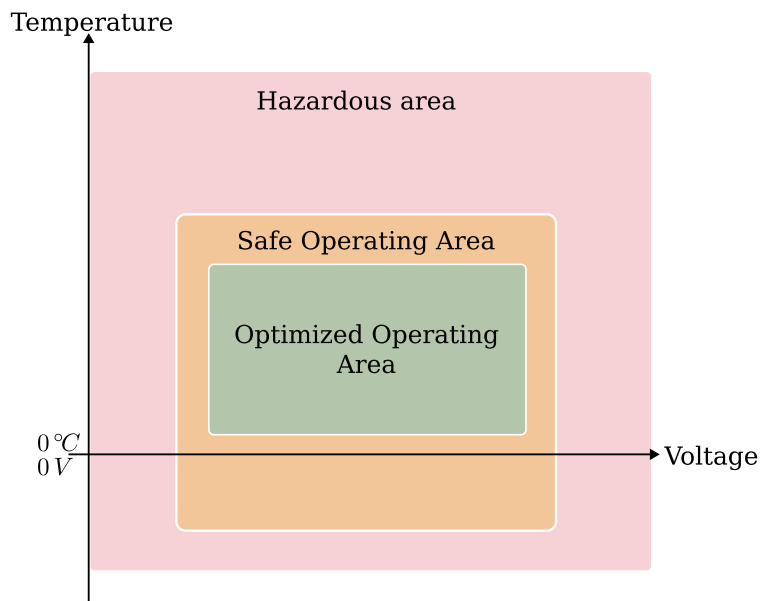 Temperature
Hazardous area
Safe Operating Area
Optimized Operating
Area
0 °C
0 V
Voltage